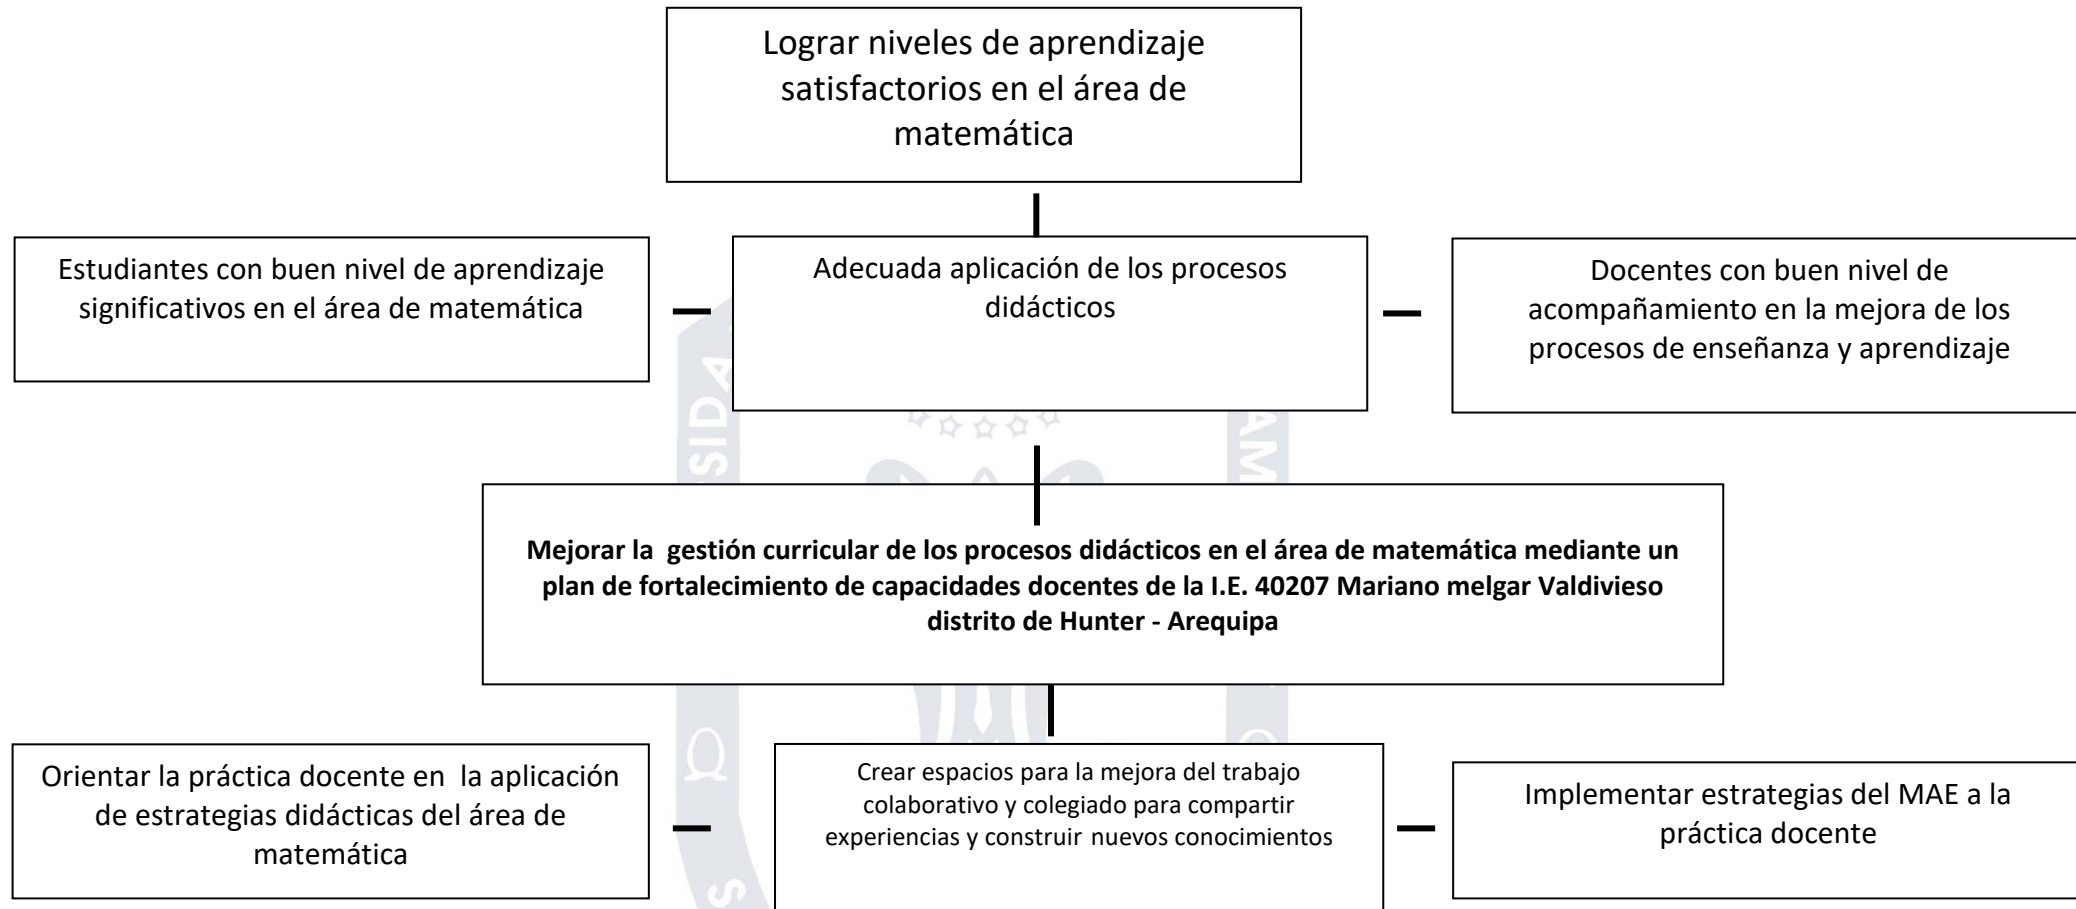 Lograr niveles de aprendizaje
satisfactorios en el área de
matemática
Estudiantes con buen nivel de aprendizaje
significativos en el área de matemática
Adecuada aplicación de los procesos
didácticos
Docentes con buen nivel de
acompañamiento en la mejora de los
procesos de enseñanza y aprendizaje
Mejorar la  gestión curricular de los procesos didácticos en el área de matemática mediante un
plan de fortalecimiento de capacidades docentes de la I.E. 40207 Mariano melgar Valdivieso
distrito de Hunter - Arequipa
Orientar la práctica docente en  la aplicación
de estrategias didácticas del área de
matemática
Crear espacios para la mejora del trabajo
colaborativo y colegiado para compartir
experiencias y construir nuevos conocimientos
Implementar estrategias del MAE a la
práctica docente